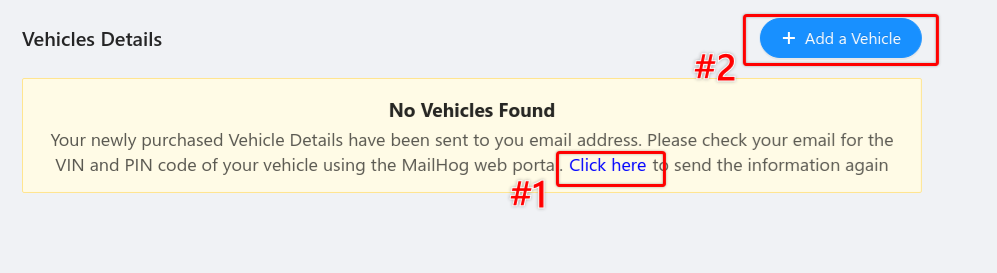 Vehicles Details
+ Add a Vehicle
#2
No Vehicles Found
Your newly purchased Vehicle Details have been sent to you email address. Please check your email for the
VIN and PIN code of your vehicle using the MailHog web portal. Click here to send the information again
#1